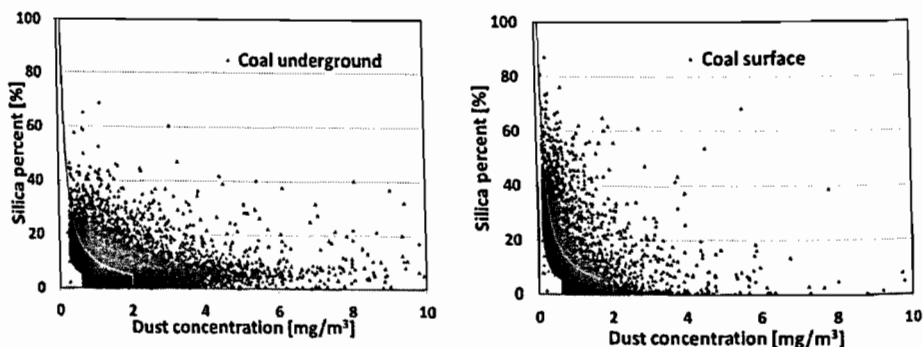 100
80
60
40
20
0
Silica percent [%]
Coal underground
0 2 4 6 8 10
Dust concentration [mg/m³]
100
80
60
40
20
0
Silica percent [%]
Coal surface
0 2 4 6 8 10
Dust concentration [mg/m³]